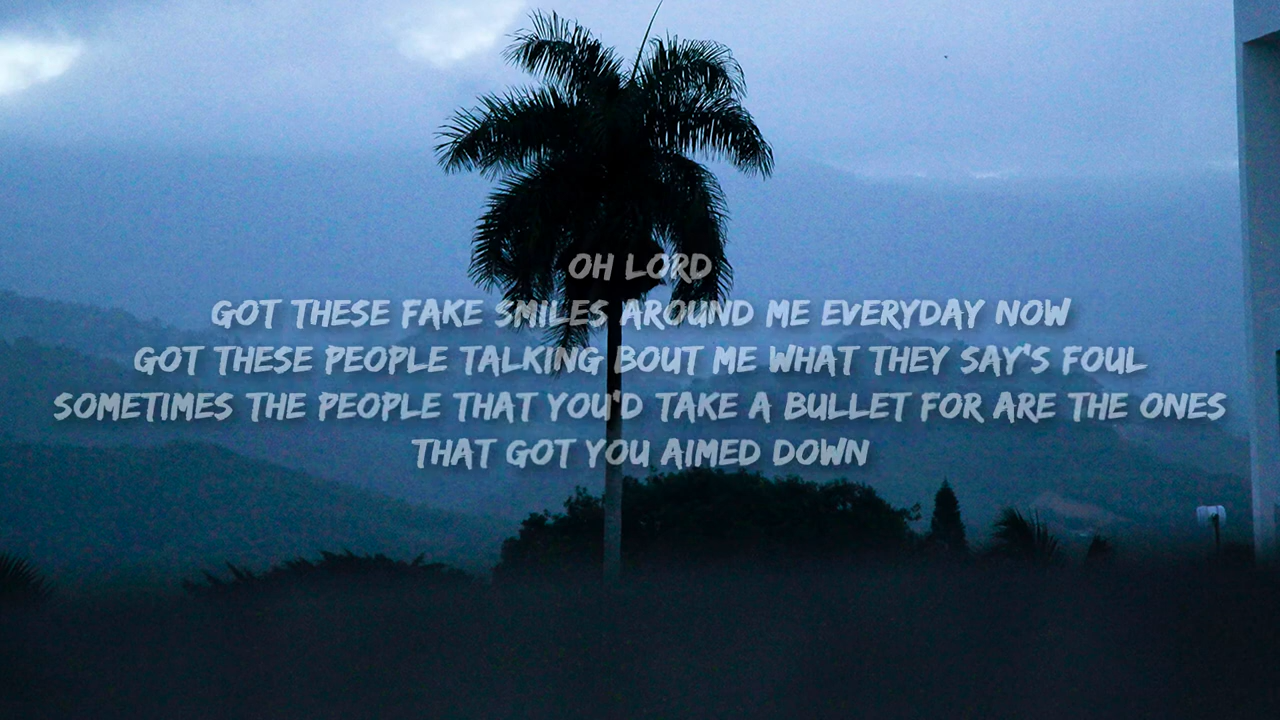 OH LORD
GOT THESE FAKE SMILES AROUND ME EVERYDAY NOW
GOT THESE PEOPLE TALKING BOUT ME WHAT THEY SAY'S FOUL
SOMETIMES THE PEOPLE THAT YOU'D TAKE A BULLET FOR ARE THE ONES
THAT GOT YOU AIMED DOWN